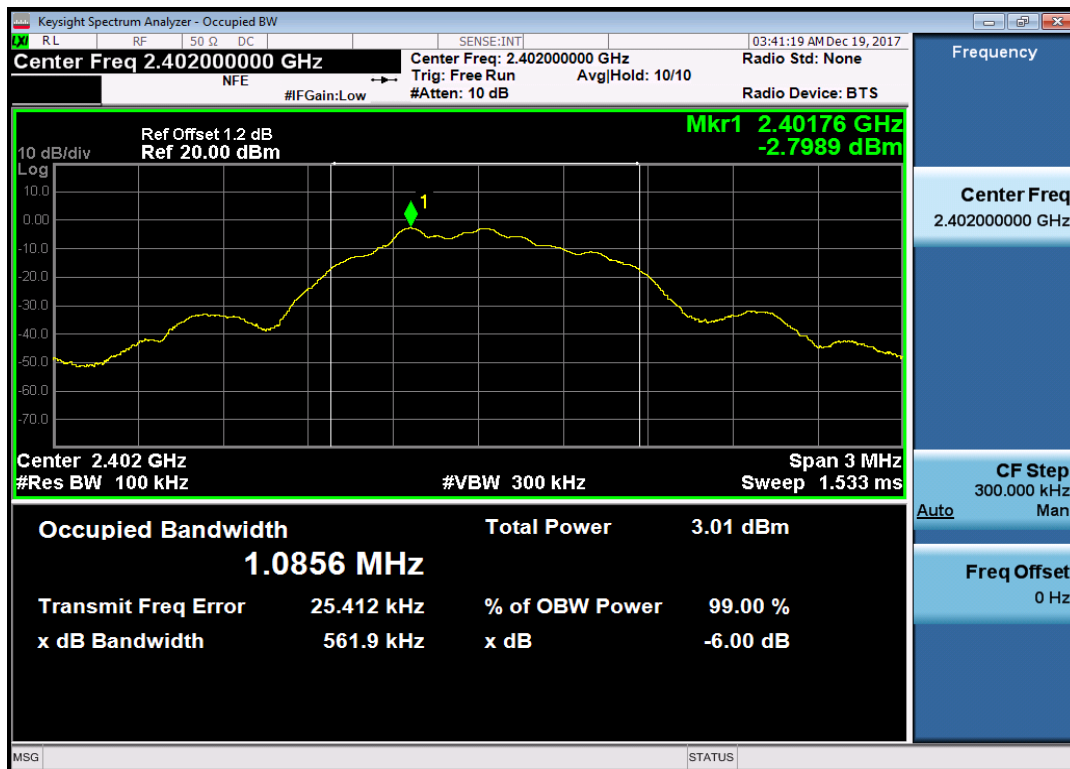 Keysight Spectrum Analyzer - Occupied BW
LXI RL RF 50 Ω DC SENSE:INT 03:41:19 AM Dec 19, 2017
Center Freq 2.402000000 GHz
NFE
#IFGain:Low
Center Freq: 2.402000000 GHz
Trig: Free Run Avg|Hold: 10/10
#Atten: 10 dB
Radio Std: None
Radio Device: BTS
Ref Offset 1.2 dB
10 dB/div Ref 20.00 dBm
Log
Mkr1 2.40176 GHz
-2.7989 dBm
1
10.0
0.00
-10.0
-20.0
-30.0
-40.0
-50.0
-60.0
-70.0
Center 2.402 GHz Span 3 MHz
#Res BW 100 kHz #VBW 300 kHz Sweep 1.533 ms
Occupied Bandwidth Total Power 3.01 dBm
1.0856 MHz
Transmit Freq Error 25.412 kHz % of OBW Power 99.00 %
x dB Bandwidth 561.9 kHz x dB -6.00 dB
Frequency
Center Freq
2.402000000 GHz
CF Step
300.000 kHz
Auto Man
Freq Offset
0 Hz
MSG STATUS